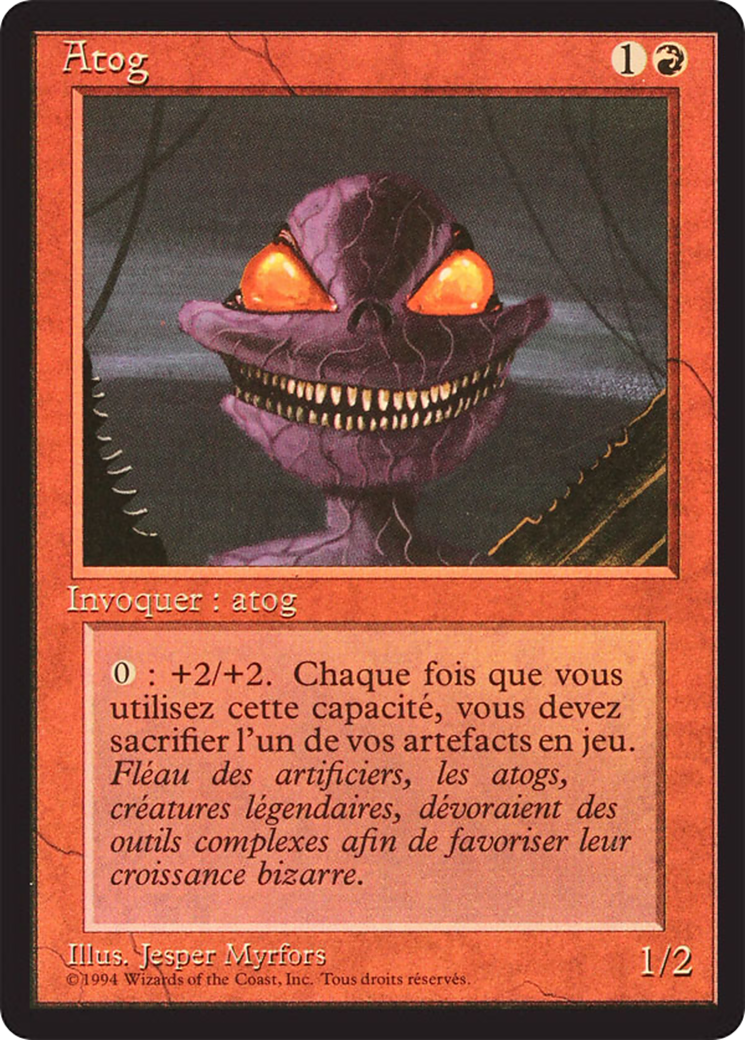 Atog
1
Invoquer : atog
0 : +2/+2. Chaque fois que vous
utilisez cette capacité, vous devez
sacrifier l'un de vos artefacts en jeu.
Fléau des artificiers, les atogs,
créatures légendaires, dévoraient des
outils complexes afin de favoriser leur
croissance bizarre.
Illus. Jesper Myrfors
1/2
©1994 Wizards of the Coast, Inc. Tous droits réservés.